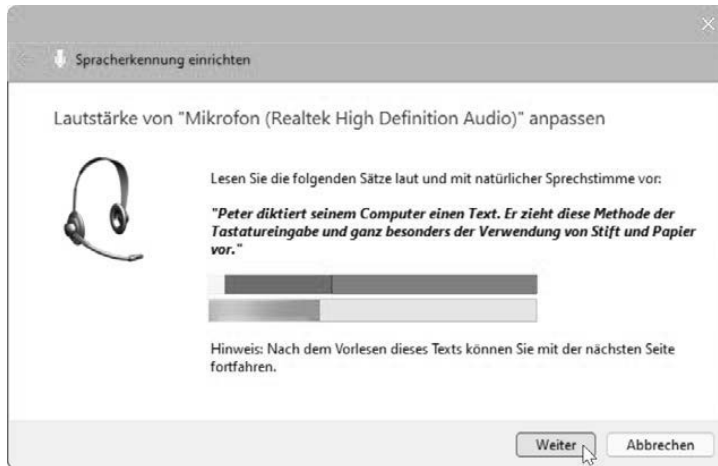 Spracherkennung einrichten
Lautstärke von "Mikrofon (Realtek High Definition Audio)" anpassen
Lesen Sie die folgenden Sätze laut und mit natürlicher Sprechstimme vor:
"Peter diktiert seinem Computer einen Text. Er zieht diese Methode der
Tastatureingabe und ganz besonders der Verwendung von Stift und Papier
vor."
Hinweis: Nach dem Vorlesen dieses Texts können Sie mit der nächsten Seite
fortfahren.
Weiter
Abbrechen